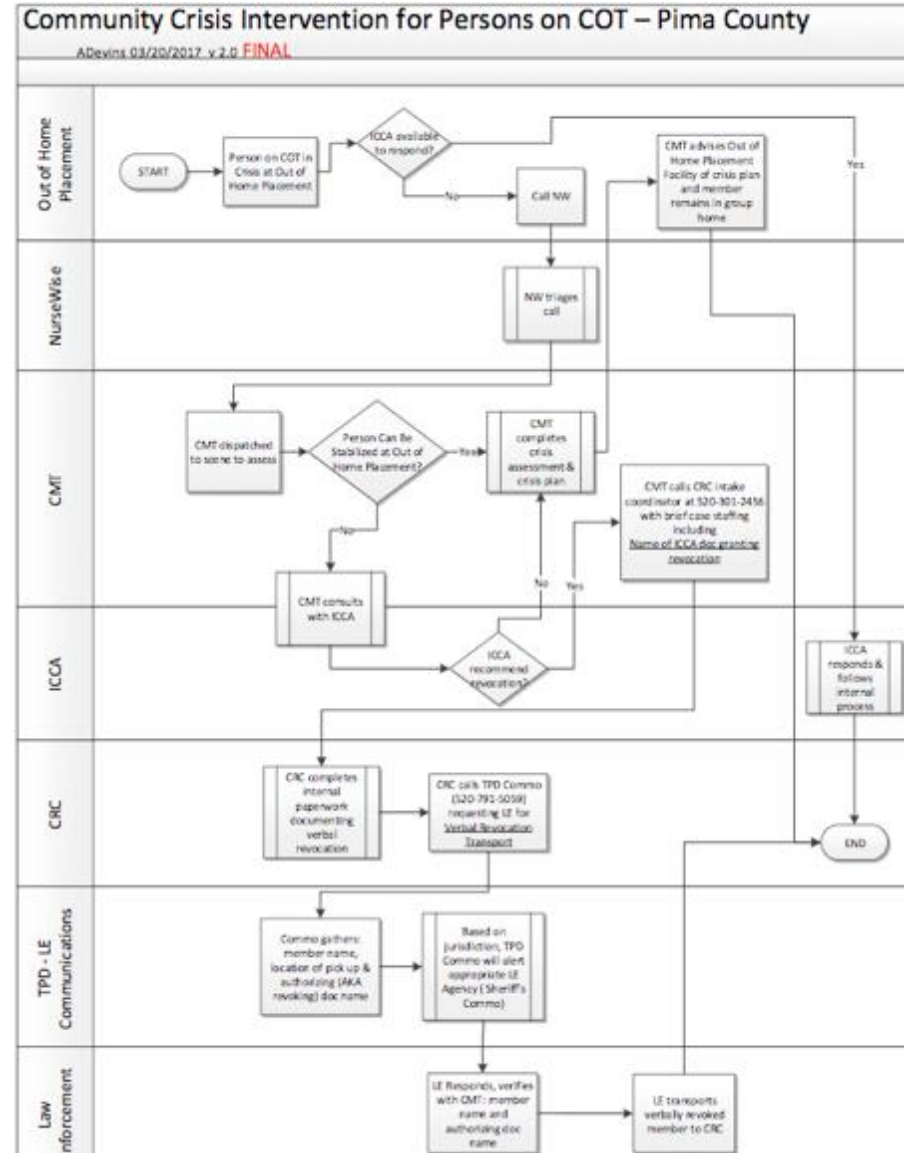 Community Crisis Intervention for Persons on COT – Pima County
ADevins 03/20/2017 v 2.0 FINAL
Out of Home
Placement
START
Person on COT in
Crisis at Out of
Home Placement
ICCA available
to respond?
No
Call NW
CMT advises Out of
Home Placement
Facility of crisis plan
and member
remains in group
home
Yes
NurseWise
NW triages
call
CMT
CMT dispatched
to scene to assess
Person Can Be
Stabilized at Out of
Home Placement?
Yes
CMT
completes
crisis
assessment &
crisis plan
CMT calls CRC intake
coordinator at 520-301-2456
with brief case staffing
including
Name of ICCA doc granting
revocation
No
CMT consults
with ICCA
No
Yes
ICCA
ICCA
recommend
revocation?
ICCA
responds &
follows
internal
process
CRC
CRC completes
internal
paperwork
documenting
verbal
revocation
CRC calls TPD Commo
(520-791-5059)
requesting LE for
Verbal Revocation
Transport
END
TPD - LE
Communications
Commo gathers:
member name,
location of pick up &
authorizing (AKA
revoking) doc name
Based on
jurisdiction, TPD
Commo will alert
appropriate LE
Agency ( Sheriff's
Commo)
Law
nforcement
LE Responds, verifies
with CMT: member
name and
authorizing doc
name
LE transports
verbally revoked
member to CRC